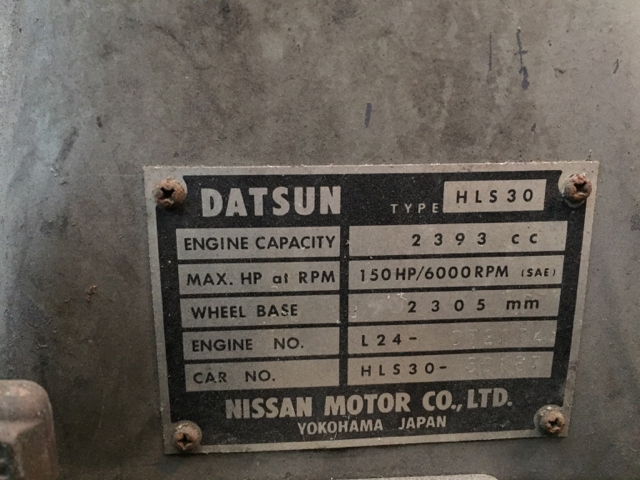 DATSUN TYPE HLS30
ENGINE CAPACITY 2393 cc
MAX. HP at RPM 150HP/6000RPM (SAE)
WHEEL BASE 2305 mm
ENGINE NO. L24-
CAR NO. HLS30-
NISSAN MOTOR CO., LTD.
YOKOHAMA JAPAN